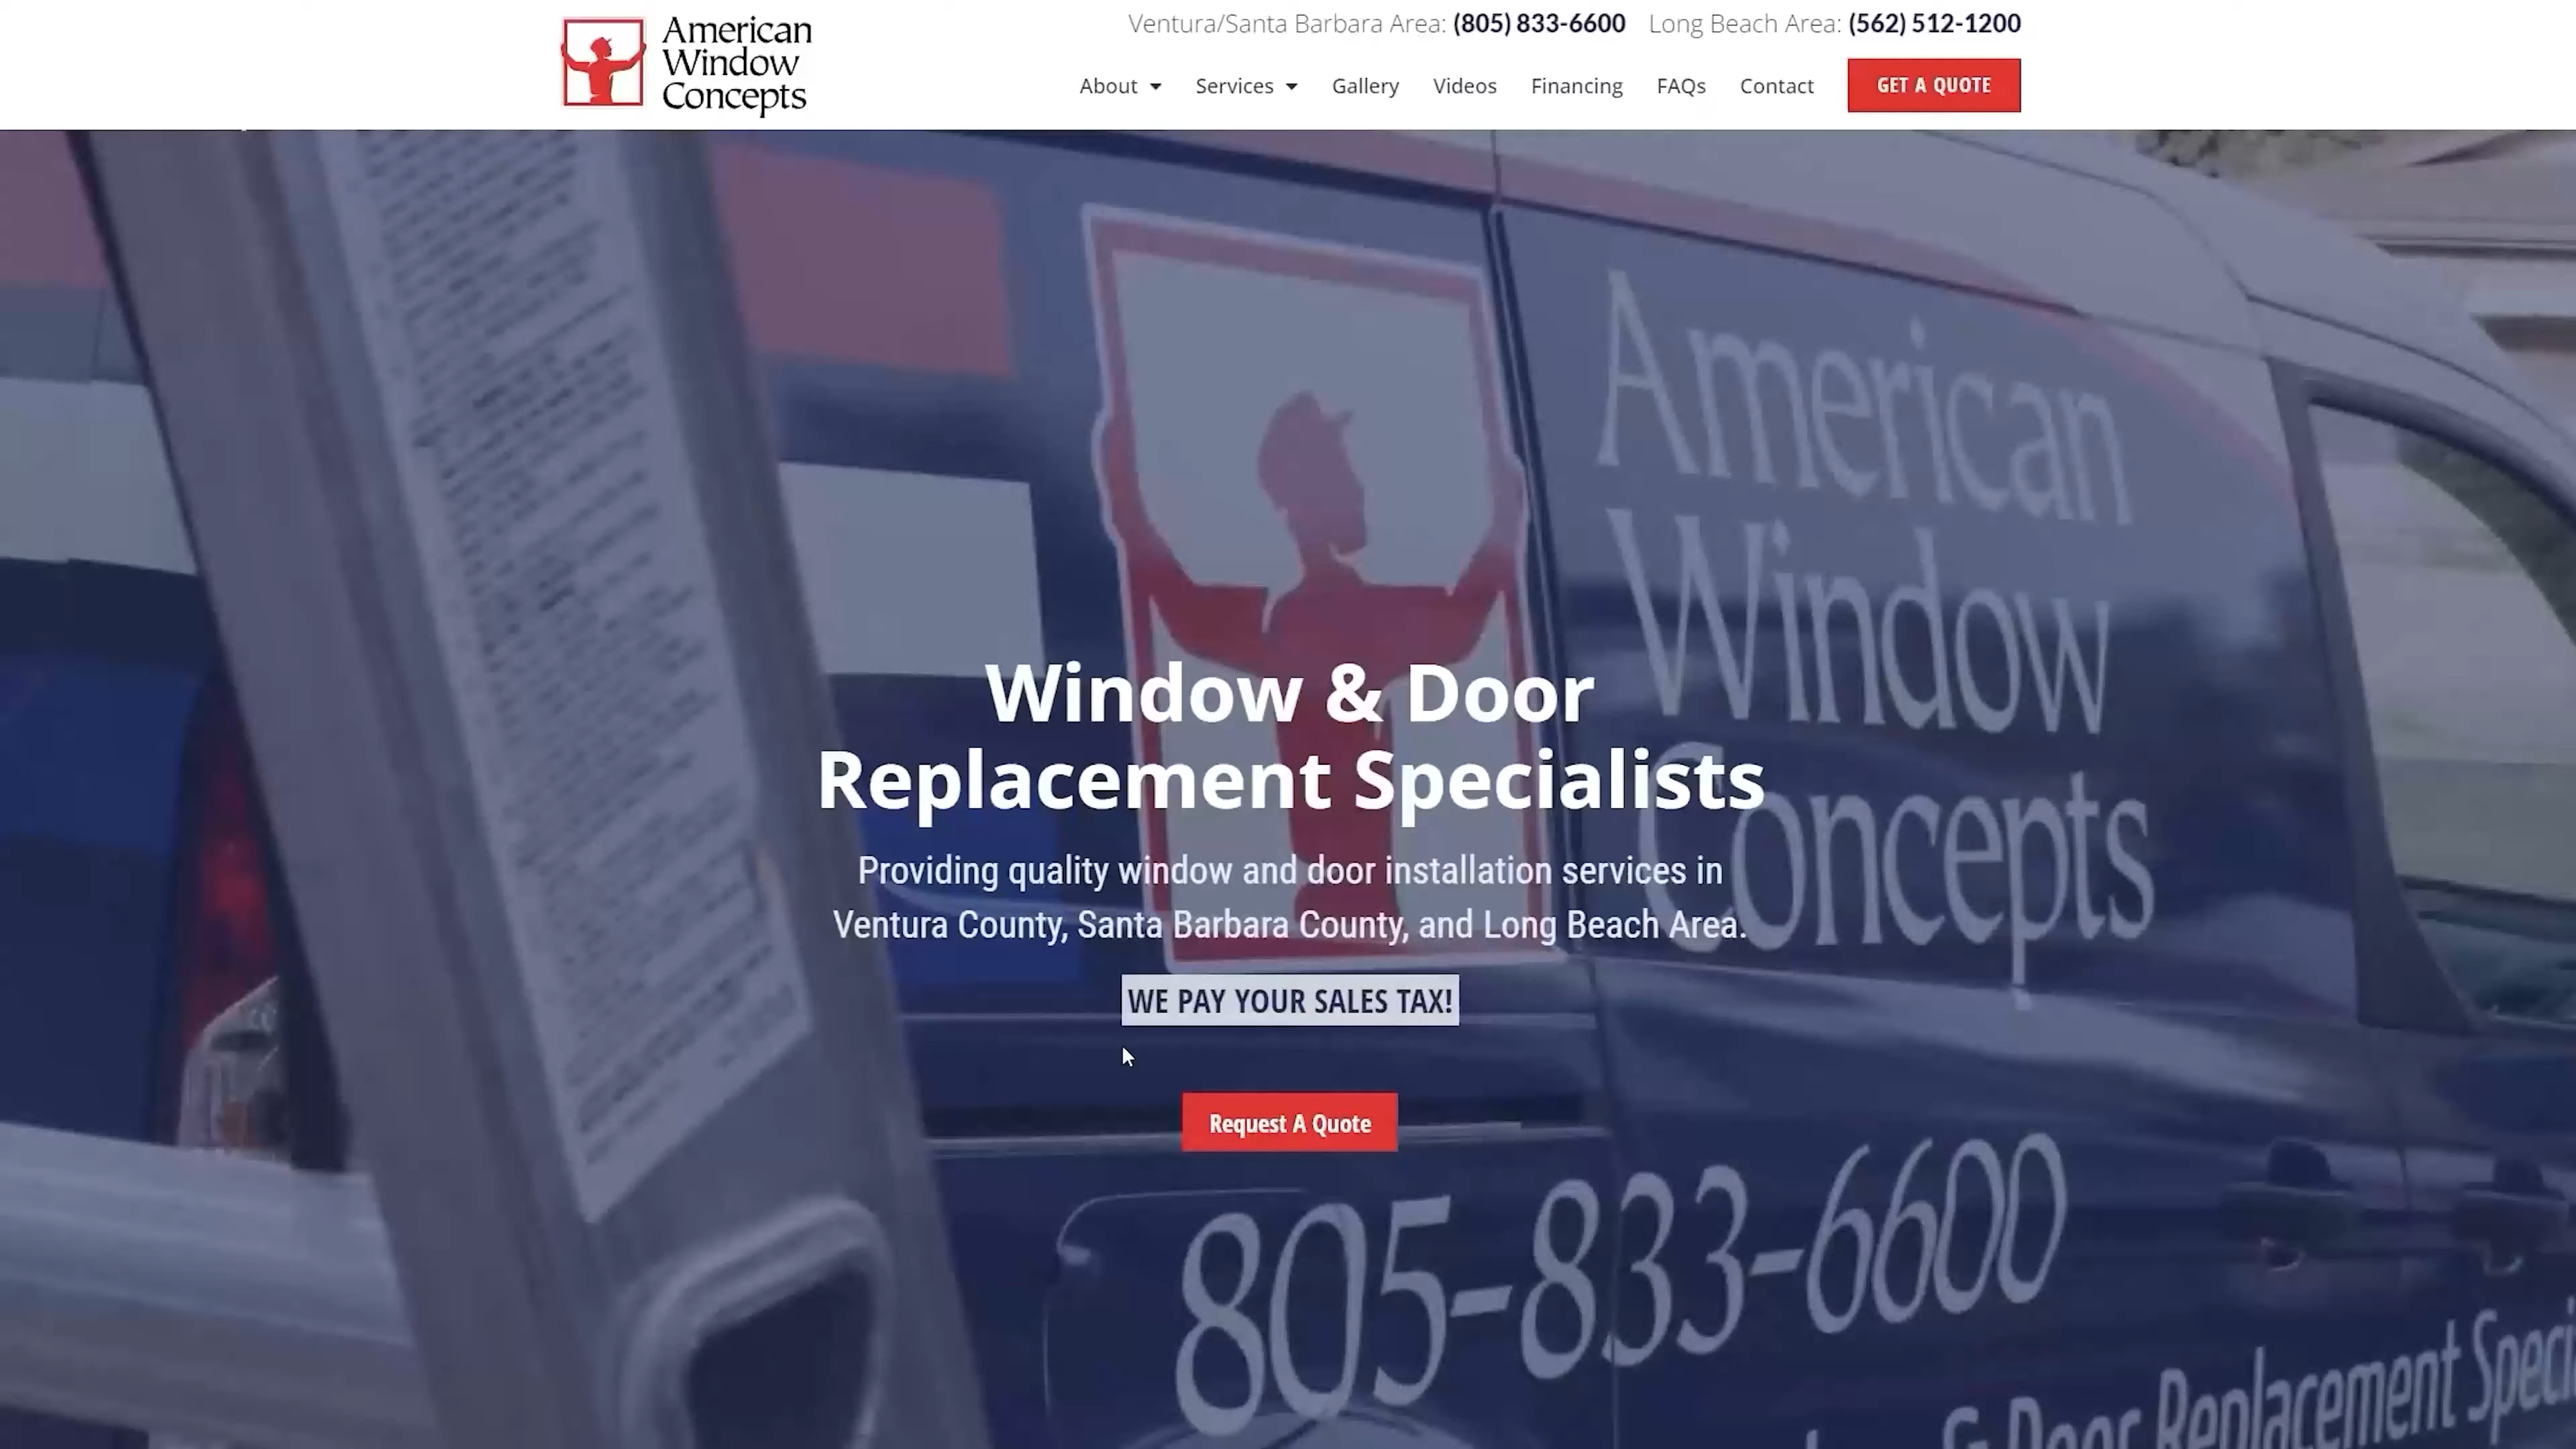 American
Window
Concepts
Ventura/Santa Barbara Area: (805) 833-6600 Long Beach Area: (562) 512-1200
About Services Gallery Videos Financing FAQs Contact GET A QUOTE
American
Window
Concepts
Window & Door
Replacement Specialists
Providing quality window and door installation services in
Ventura County, Santa Barbara County, and Long Beach Area.
WE PAY YOUR SALES TAX!
Request A Quote
805-833-6600
& Door Replacement Speci